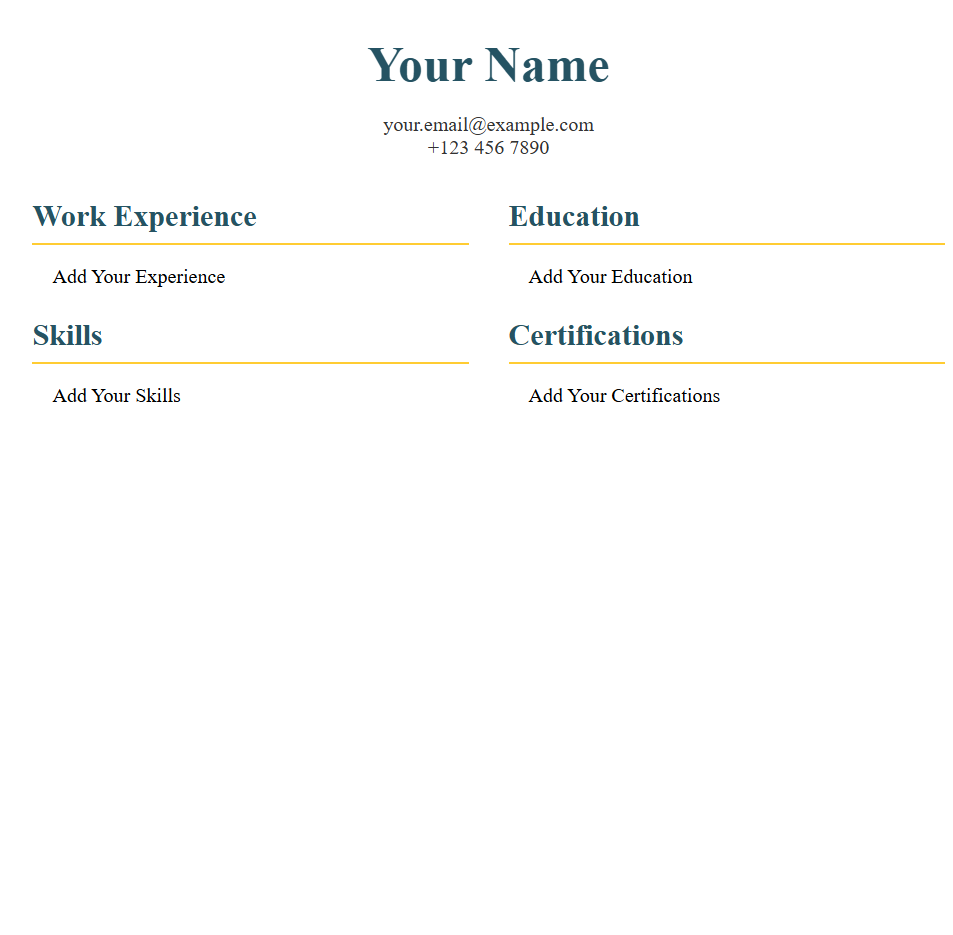 Your Name
your.email@example.com
+123 456 7890
Work Experience
Add Your Experience
Education
Add Your Education
Skills
Add Your Skills
Certifications
Add Your Certifications